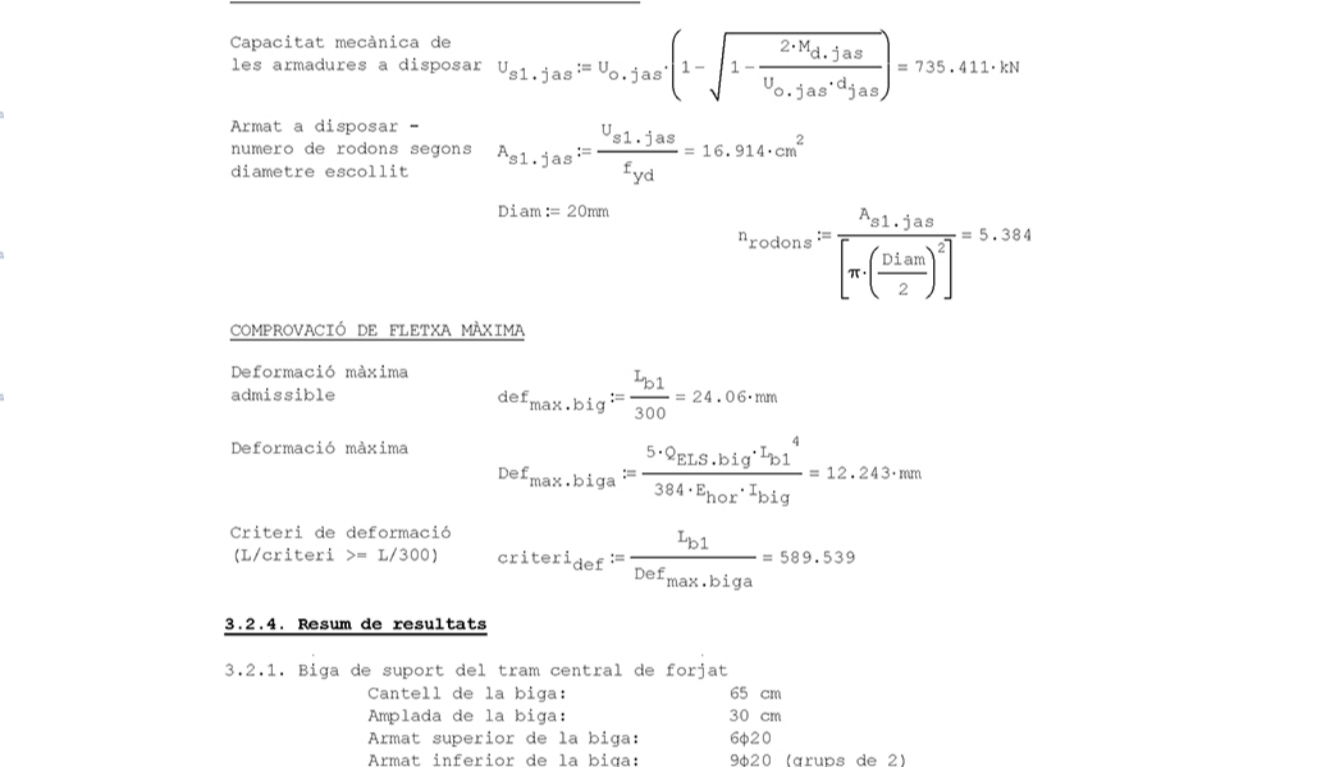 Capacitat mecànica de
les armadures a disposar U_s1.jas := U_o.jas·(1-√(1-(2·M_d.jas)/(U_o.jas·d_jas))) = 735.411·kN
Armat a disposar -
numero de rodons segons
diametre escollit
A_s1.jas := U_s1.jas/f_yd = 16.914·cm²
Diam := 20mm
n_rodons := A_s1.jas/[π·(Diam/2)²] = 5.384
COMPROVACIÓ DE FLETXA MÀXIMA
Deformació màxima
admissible
def_max.big := L_b1/300 = 24.06·mm
Deformació màxima
Def_max.biga := (5·Q_ELS.big·L_b1⁴)/(384·E_hor·I_big) = 12.243·mm
Criteri de deformació
(L/criteri >= L/300)
criteri_def := L_b1/Def_max.biga = 589.539
3.2.4. Resum de resultats
3.2.1. Biga de suport del tram central de forjat
Cantell de la biga: 65 cm
Amplada de la biga: 30 cm
Armat superior de la biga: 6ϕ20
Armat inferior de la biga: 9ϕ20 (grups de 2)